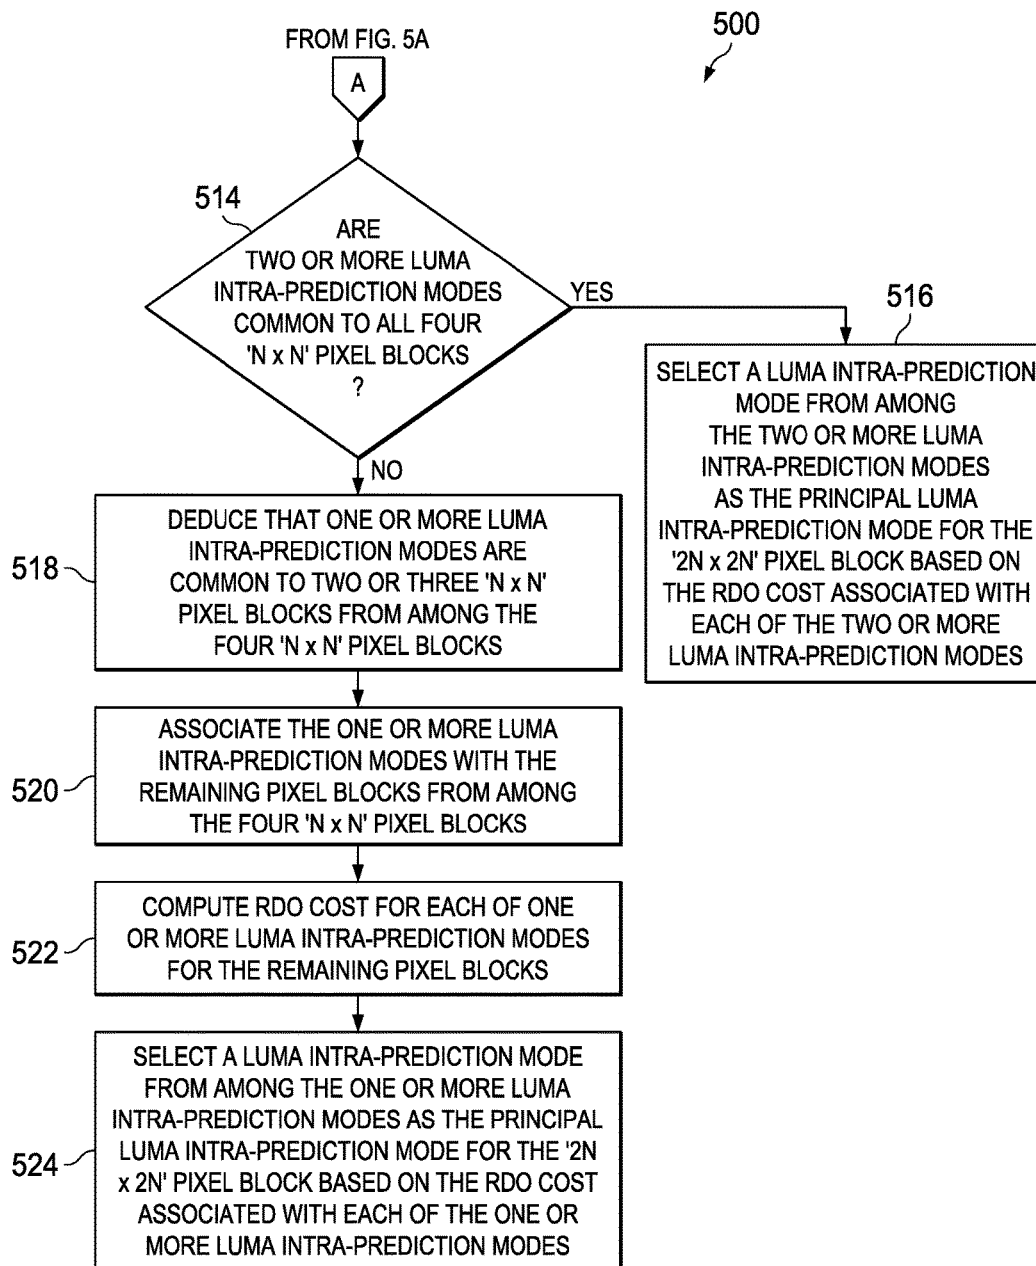 FROM FIG. 5A
500
A
514
ARE
TWO OR MORE LUMA
INTRA-PREDICTION MODES
COMMON TO ALL FOUR
'N x N' PIXEL BLOCKS
?
YES
NO
516
SELECT A LUMA INTRA-PREDICTION
MODE FROM AMONG
THE TWO OR MORE LUMA
INTRA-PREDICTION MODES
AS THE PRINCIPAL LUMA
INTRA-PREDICTION MODE FOR THE
'2N x 2N' PIXEL BLOCK BASED ON
THE RDO COST ASSOCIATED WITH
EACH OF THE TWO OR MORE
LUMA INTRA-PREDICTION MODES
518
DEDUCE THAT ONE OR MORE LUMA
INTRA-PREDICTION MODES ARE
COMMON TO TWO OR THREE 'N x N'
PIXEL BLOCKS FROM AMONG THE
FOUR 'N x N' PIXEL BLOCKS
520
ASSOCIATE THE ONE OR MORE LUMA
INTRA-PREDICTION MODES WITH THE
REMAINING PIXEL BLOCKS FROM AMONG
THE FOUR 'N x N' PIXEL BLOCKS
522
COMPUTE RDO COST FOR EACH OF ONE
OR MORE LUMA INTRA-PREDICTION MODES
FOR THE REMAINING PIXEL BLOCKS
524
SELECT A LUMA INTRA-PREDICTION MODE
FROM AMONG THE ONE OR MORE LUMA
INTRA-PREDICTION MODES AS THE PRINCIPAL
LUMA INTRA-PREDICTION MODE FOR THE '2N
x 2N' PIXEL BLOCK BASED ON THE RDO COST
ASSOCIATED WITH EACH OF THE ONE OR
MORE LUMA INTRA-PREDICTION MODES